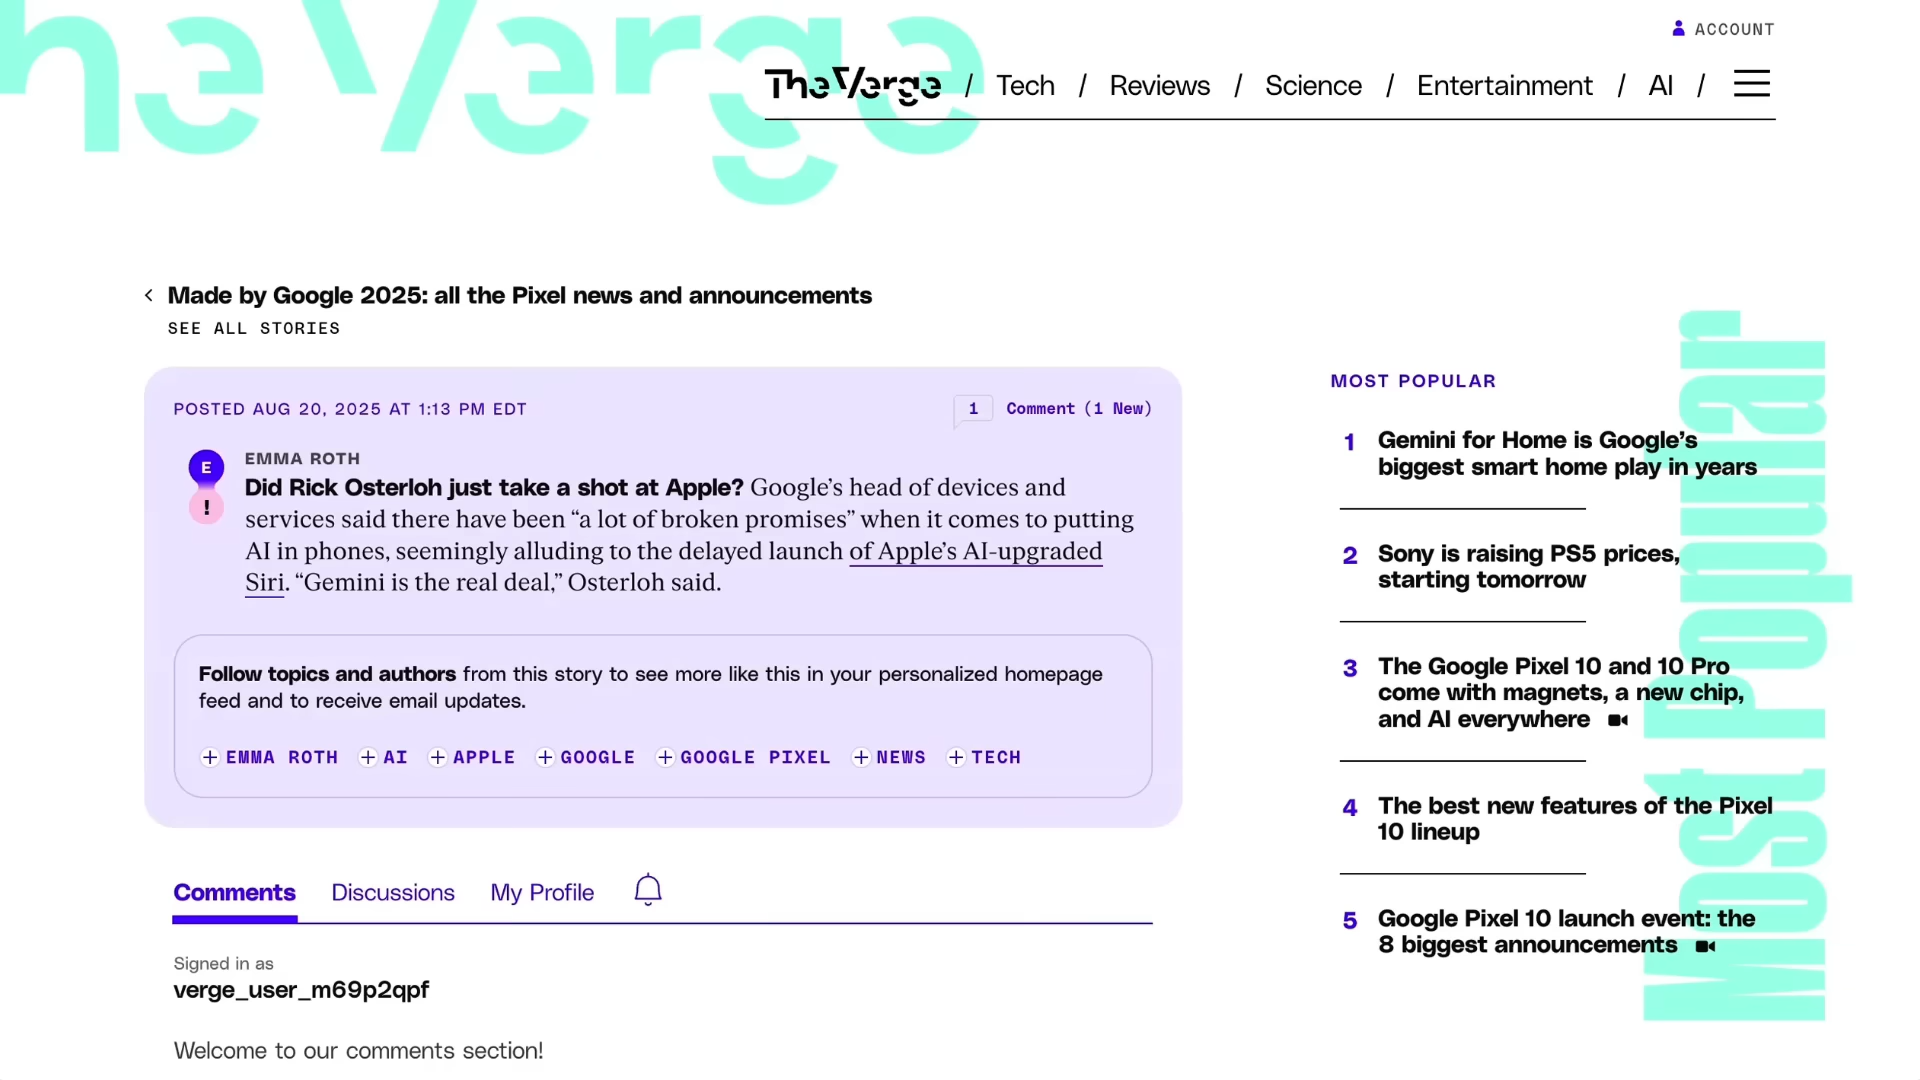 The Verge
ACCOUNT
The Verge / Tech / Reviews / Science / Entertainment / AI /
Made by Google 2025: all the Pixel news and announcements
SEE ALL STORIES
POSTED AUG 20, 2025 AT 1:13 PM EDT
1 Comment (1 New)
E
!
EMMA ROTH
Did Rick Osterloh just take a shot at Apple? Google’s head of devices and
services said there have been “a lot of broken promises” when it comes to putting
AI in phones, seemingly alluding to the delayed launch of Apple’s AI-upgraded
Siri. “Gemini is the real deal,” Osterloh said.
Follow topics and authors from this story to see more like this in your personalized homepage
feed and to receive email updates.
EMMA ROTH AI APPLE GOOGLE GOOGLE PIXEL NEWS TECH
Comments Discussions My Profile
Signed in as
verge_user_m69p2qpf
Welcome to our comments section!
MOST POPULAR
Most Popular
1 Gemini for Home is Google’s
biggest smart home play in years
2 Sony is raising PS5 prices,
starting tomorrow
3 The Google Pixel 10 and 10 Pro
come with magnets, a new chip,
and AI everywhere
4 The best new features of the Pixel
10 lineup
5 Google Pixel 10 launch event: the
8 biggest announcements